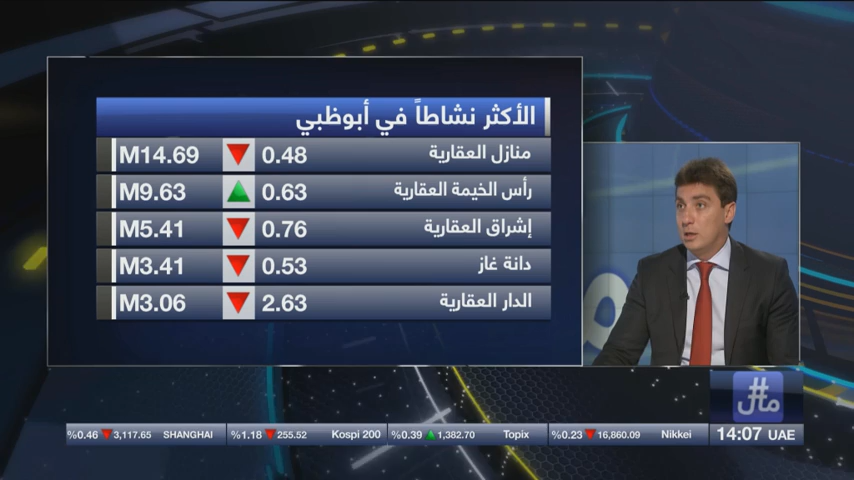 الأكثر نشاطاً في أبوظبي
منازل العقارية 0.48 M14.69
رأس الخيمة العقارية 0.63 M9.63
إشراق العقارية 0.76 M5.41
دانة غاز 0.53 M3.41
الدار العقارية 2.63 M3.06
مال
%0.46 3,117.65 SHANGHAI %1.18 255.52 Kospi 200 %0.39 1,382.70 Topix %0.23 16,860.09 Nikkei 14:07 UAE